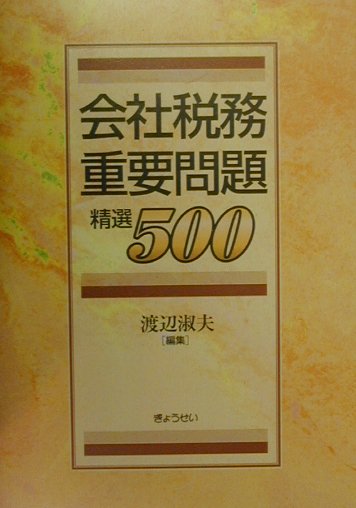 会社税務
重要問題
精選500
渡辺淑夫
[編集]
ぎょうせい